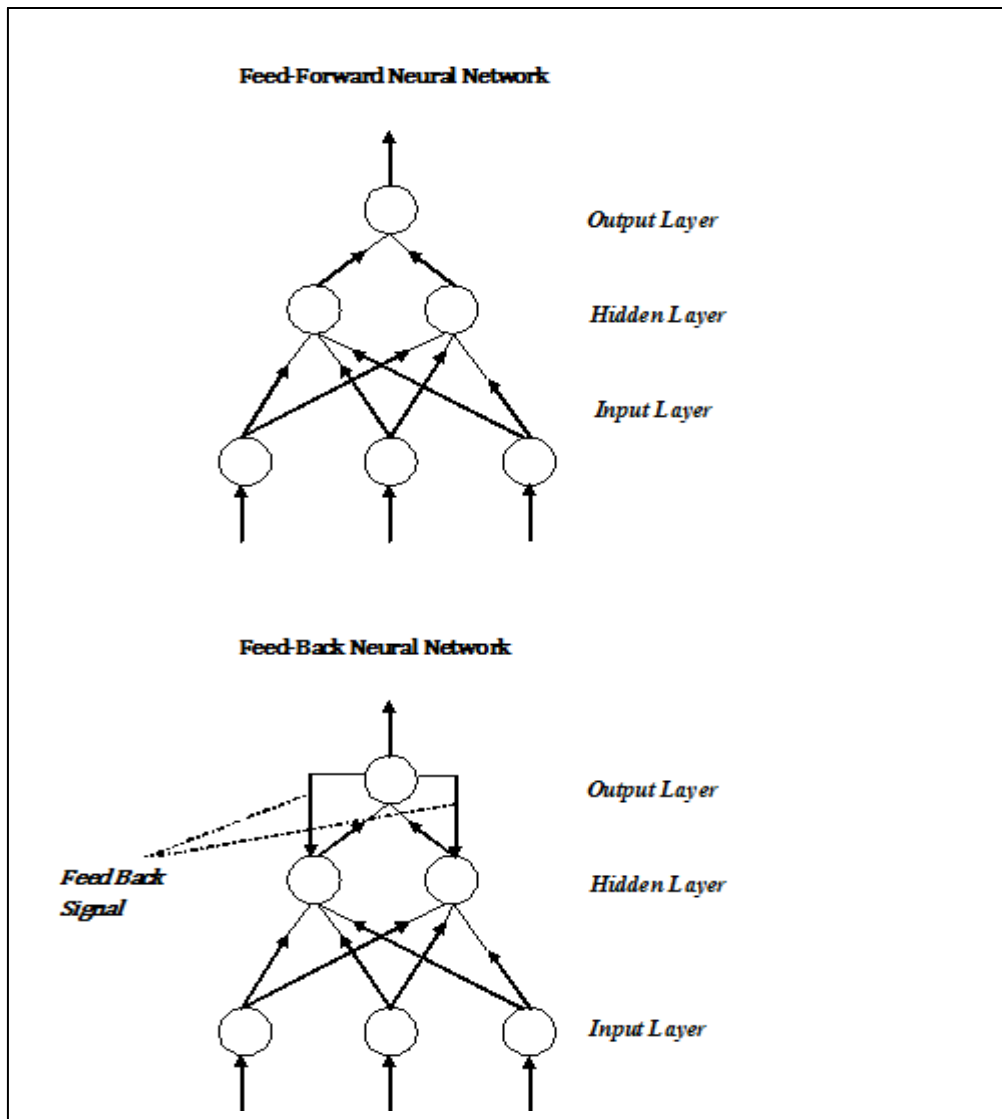 Feed-Forward Neural Network
Output Layer
Hidden Layer
Input Layer
Feed-Back Neural Network
Output Layer
Feed Back
Signal
Hidden Layer
Input Layer